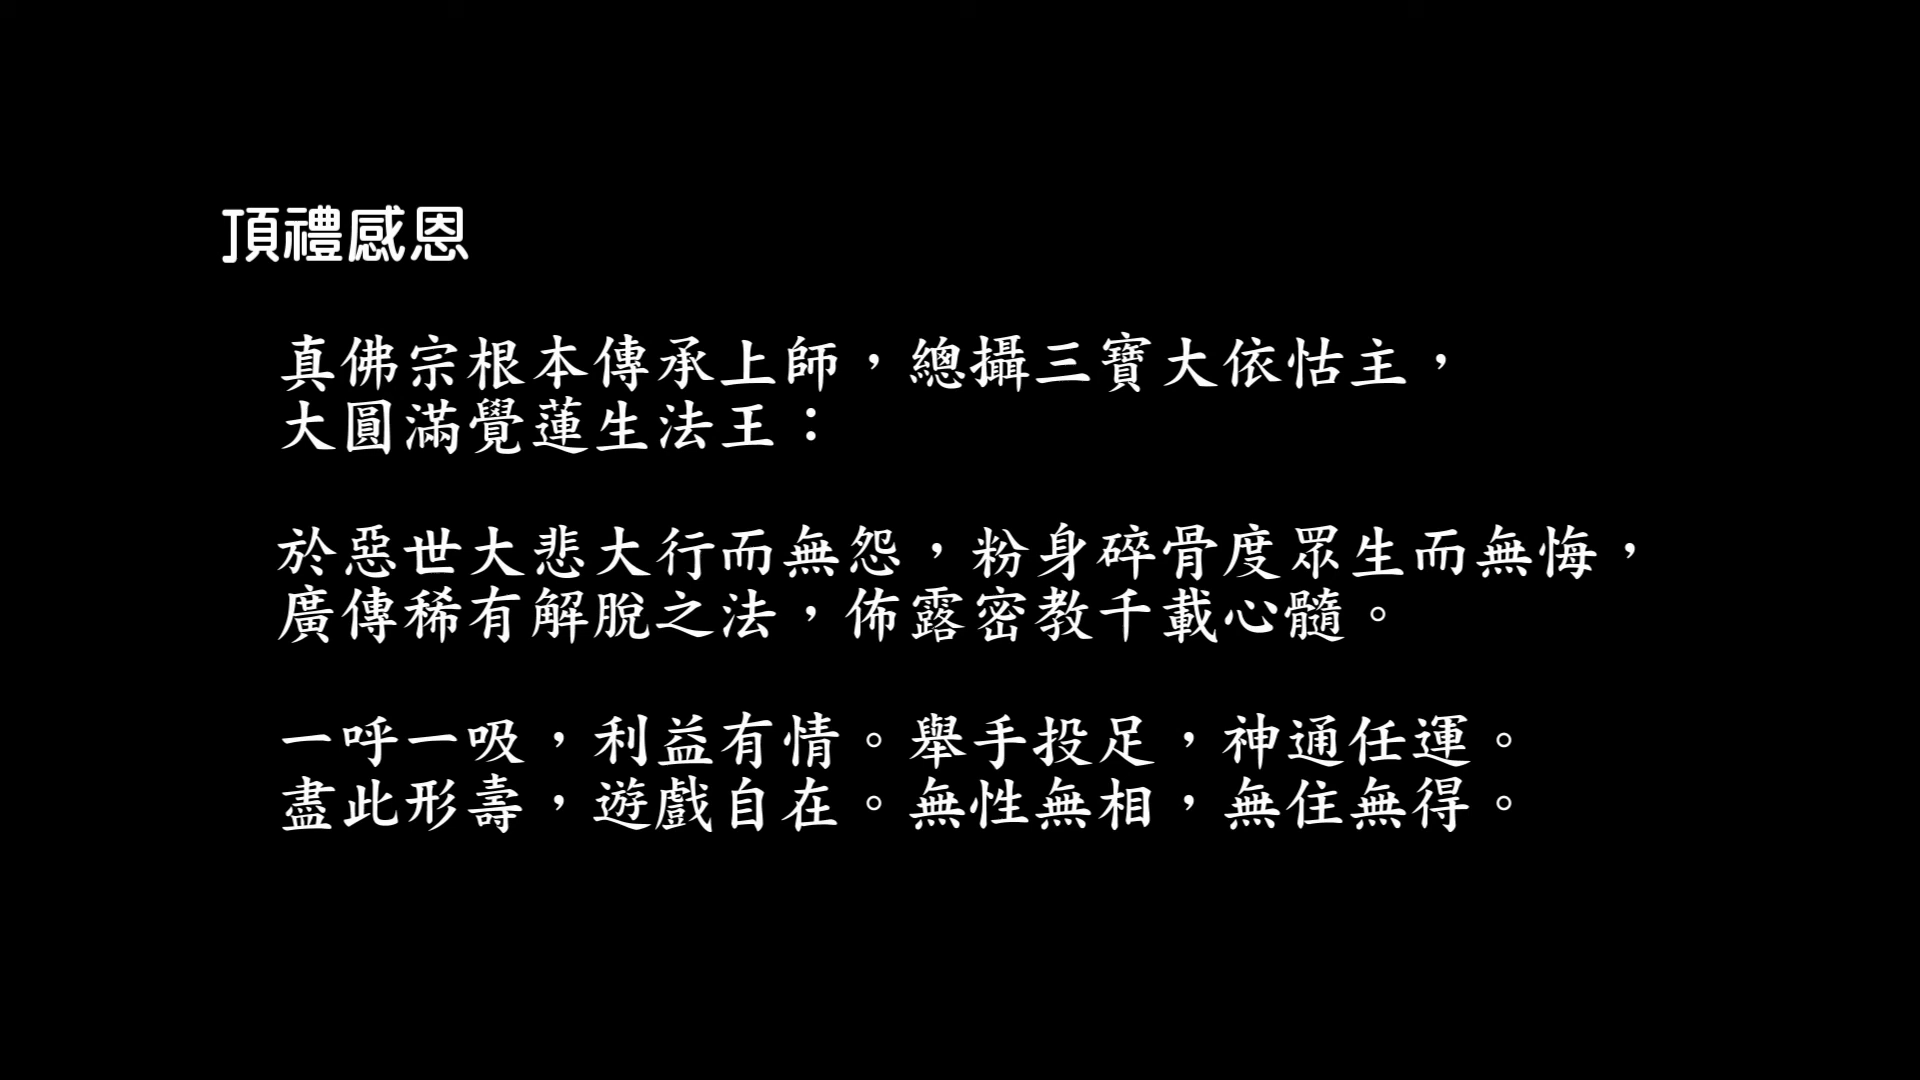 頂禮感恩
真佛宗根本傳承上師，總攝三寶大依怙主，
大圓滿覺蓮生法王：
於惡世大悲大行而無怨，粉身碎骨度眾生而無悔，
廣傳稀有解脫之法，佈露密教千載心髓。
一呼一吸，利益有情。舉手投足，神通任運。
盡此形壽，遊戲自在。無性無相，無住無得。